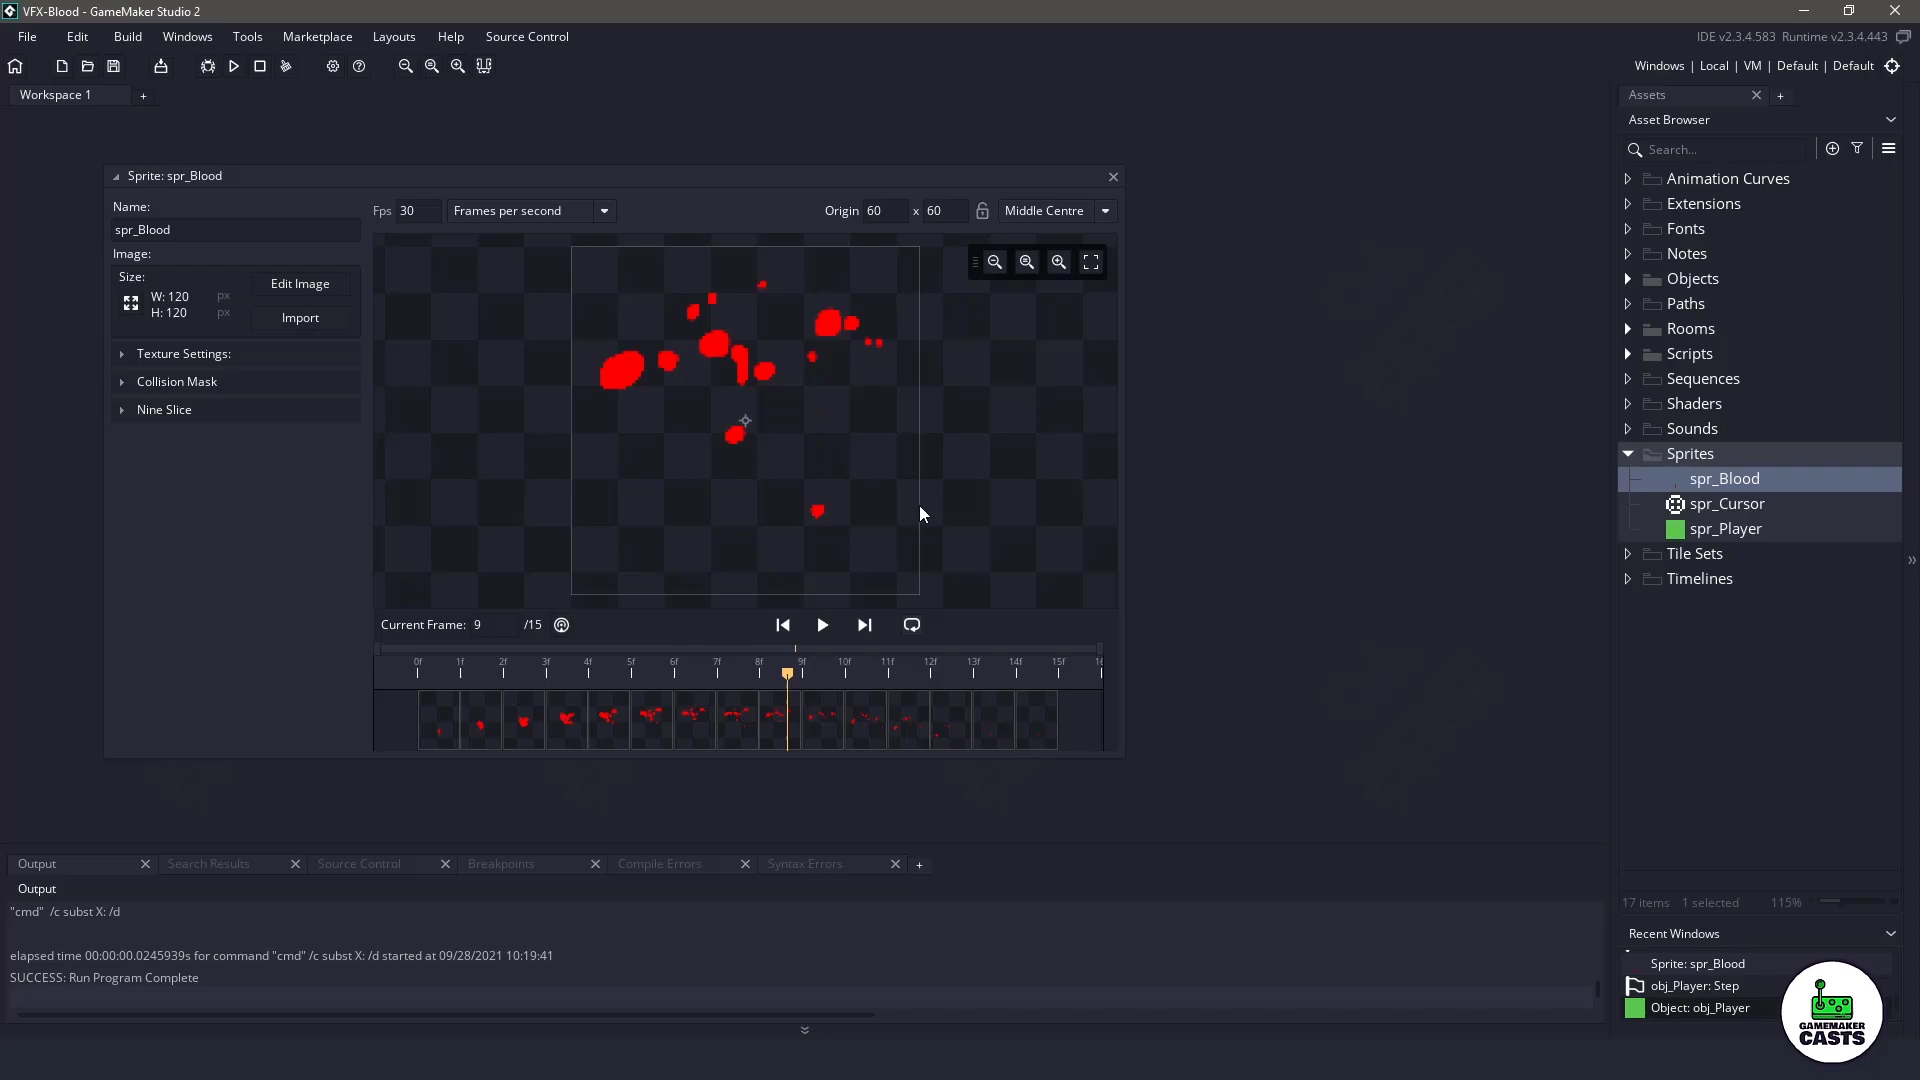 VFX-Blood - GameMaker Studio 2
File Edit Build Windows Tools Marketplace Layouts Help Source Control
IDE v2.3.4.583 Runtime v2.3.4.443
Windows | Local | VM | Default | Default
Workspace 1
+
Sprite: spr_Blood
Name:
spr_Blood
Image:
Size:
W: 120 px
H: 120 px
Edit Image
Import
Texture Settings:
Collision Mask
Nine Slice
Fps 30 Frames per second
Origin 60 x 60 Middle Centre
Current Frame: 9 /15
0f 1f 2f 3f 4f 5f 6f 7f 8f 9f 10f 11f 12f 13f 14f 15f 16
Assets
+
Asset Browser
Search...
Animation Curves
Extensions
Fonts
Notes
Objects
Paths
Rooms
Scripts
Sequences
Shaders
Sounds
Sprites
spr_Blood
spr_Cursor
spr_Player
Tile Sets
Timelines
17 items 1 selected 115%
Recent Windows
Sprite: spr_Blood
obj_Player: Step
Object: obj_Player
Output Search Results Source Control Breakpoints Compile Errors Syntax Errors +
Output
"cmd" /c subst X: /d
elapsed time 00:00:00.0245939s for command "cmd" /c subst X: /d started at 09/28/2021 10:19:41
SUCCESS: Run Program Complete
GAMEMAKER
CASTS